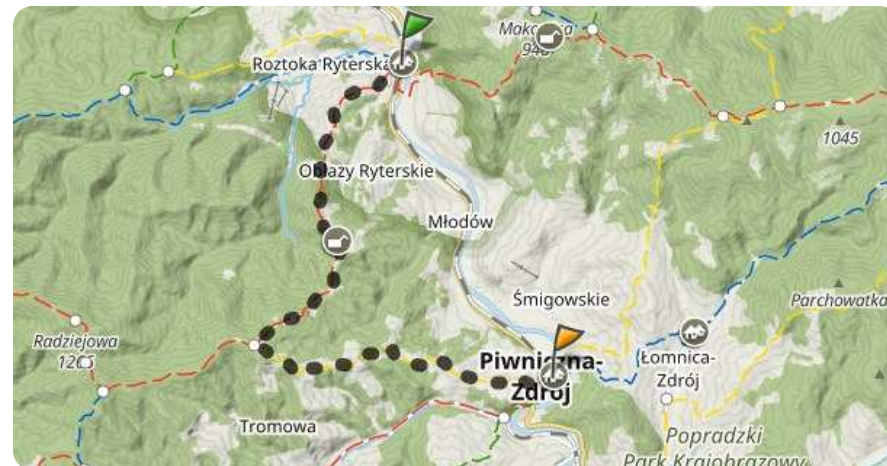 Roztoka Ryterska
1045
Obłazy Ryterskie
Młodów
Śmigowskie
Parchowatka
Radziejowa
Piwniczna-
Zdrój
Łomnica-
Zdrój
Tromowa
Popradzki
Park Krajobrazowy